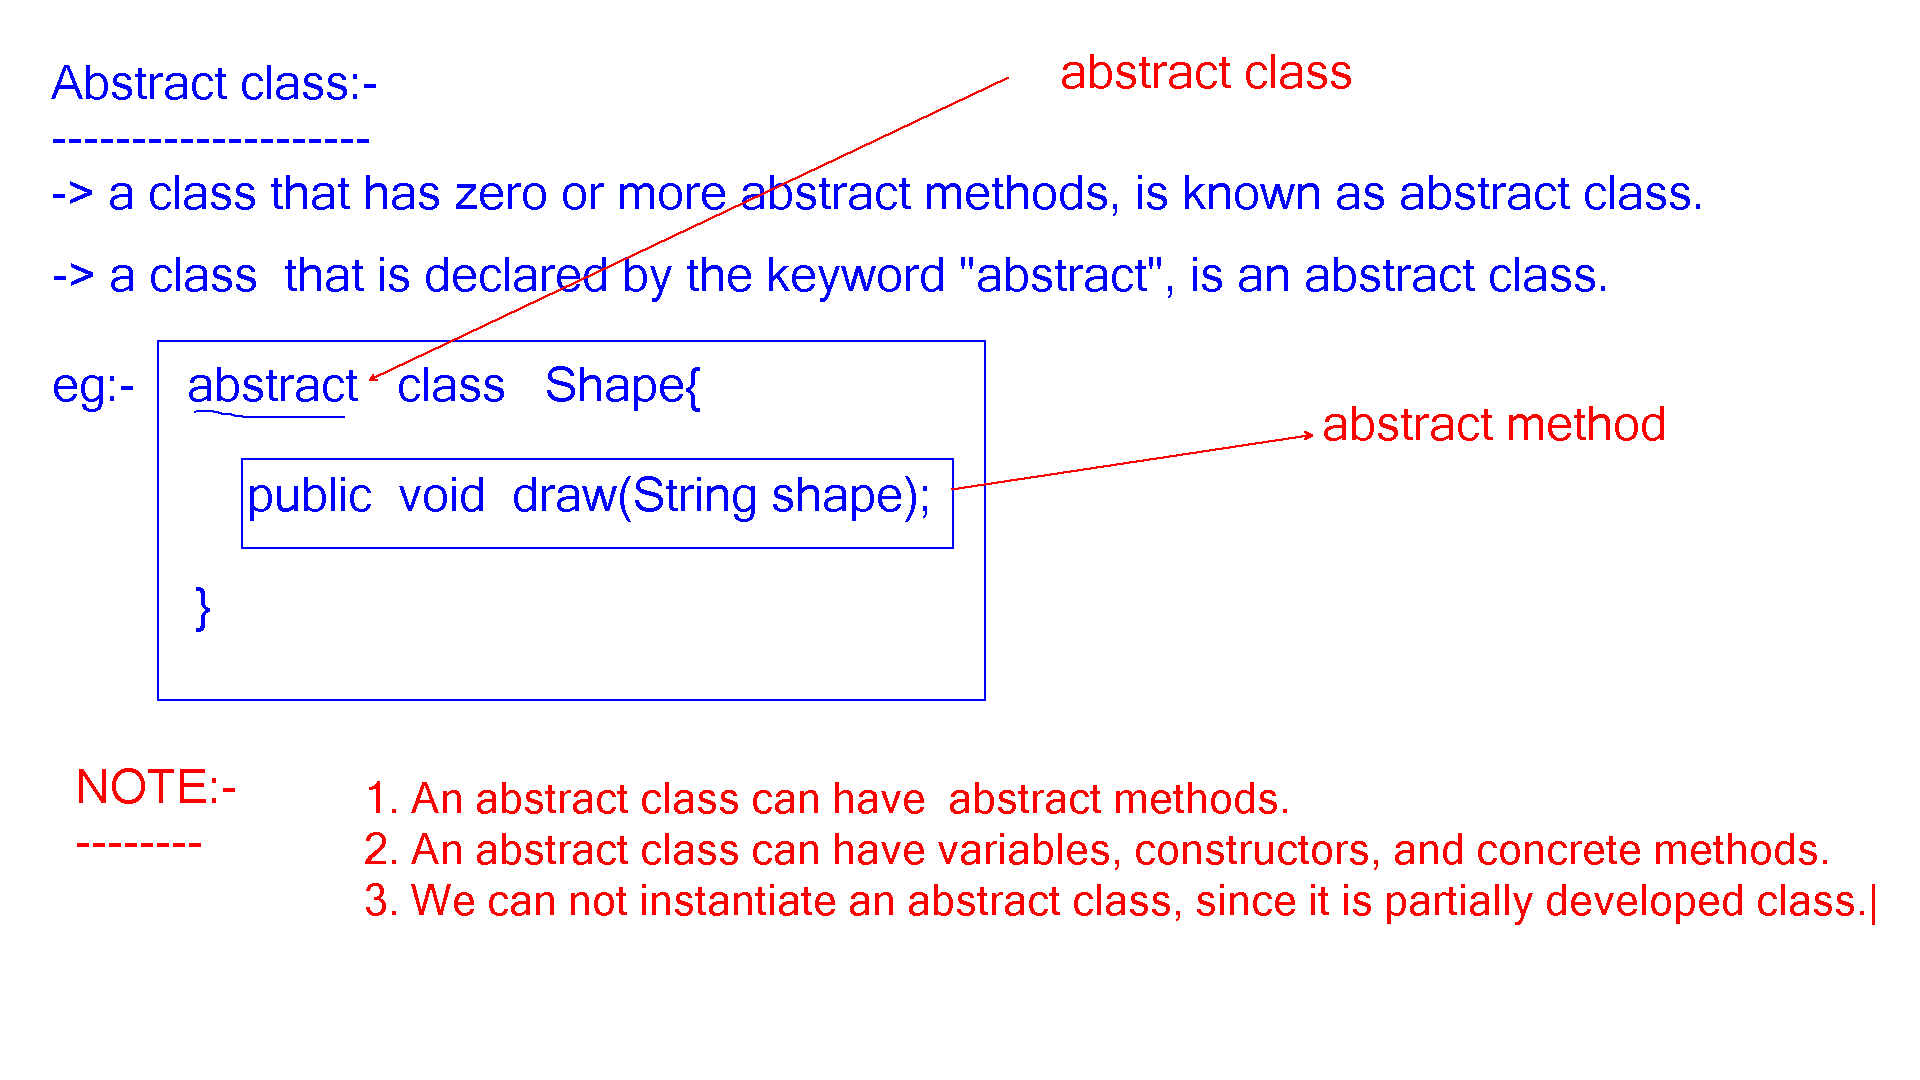 abstract class
Abstract class:-
--------------------
-> a class that has zero or more abstract methods, is known as abstract class.
-> a class  that is declared by the keyword "abstract", is an abstract class.
eg:- abstract class Shape{
abstract method
public void draw(String shape);
}
NOTE:-
--------
1. An abstract class can have  abstract methods.
2. An abstract class can have variables, constructors, and concrete methods.
3. We can not instantiate an abstract class, since it is partially developed class.